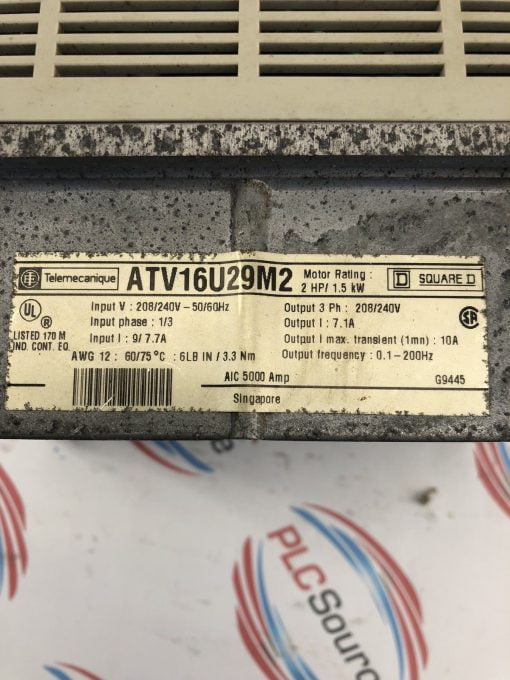 Telemecanique ATV16U29M2 Motor Rating : 2 HP/ 1.5 kW SQUARE D
UL
®
LISTED 170 M
IND. CONT. EQ.
Input V : 208/240V - 50/60Hz
Input phase : 1/3
Input I : 9/ 7.7A
AWG 12 : 60/75°C : 6LB IN/ 3.3 Nm
Output 3 Ph : 208/240V
Output I : 7.1A
Output I max. transient (1mn) : 10A
Output frequency : 0.1-200Hz
AIC 5000 Amp
G9445
Singapore
PLC
Source